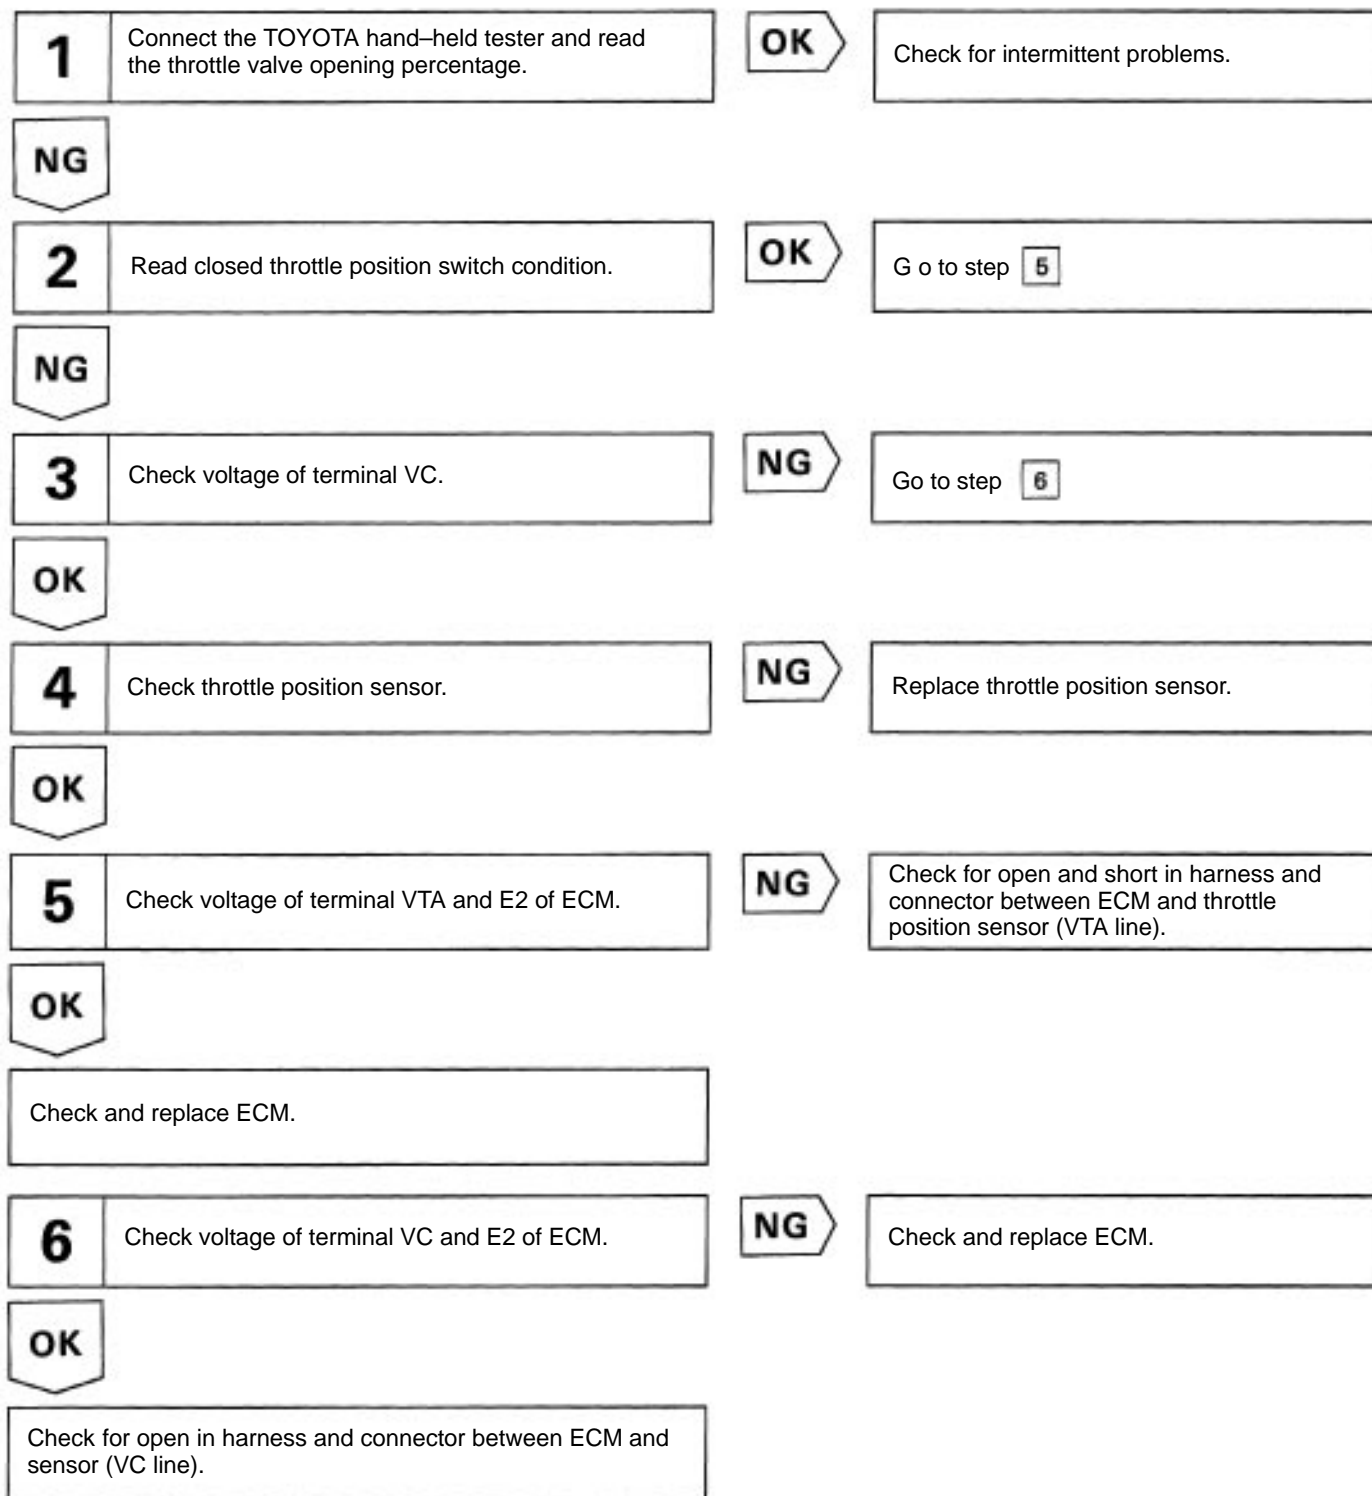 1
Connect the TOYOTA hand–held tester and read
the throttle valve opening percentage.
OK
Check for intermittent problems.
NG
2
Read closed throttle position switch condition.
OK
G o to step 5
NG
3
Check voltage of terminal VC.
NG
Go to step 6
OK
4
Check throttle position sensor.
NG
Replace throttle position sensor.
OK
5
Check voltage of terminal VTA and E2 of ECM.
NG
Check for open and short in harness and
connector between ECM and throttle
position sensor (VTA line).
OK
Check and replace ECM.
6
Check voltage of terminal VC and E2 of ECM.
NG
Check and replace ECM.
OK
Check for open in harness and connector between ECM and
sensor (VC line).